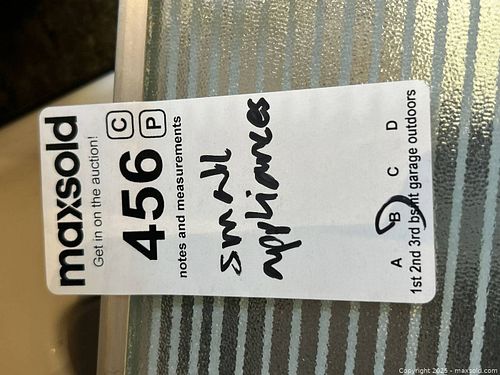 maxsold
Get in on the auction!
456 C P
notes and measurements
small
appliances
A B C D
1st 2nd 3rd bsmt garage outdoors
Copyright 2025 - maxsold.com